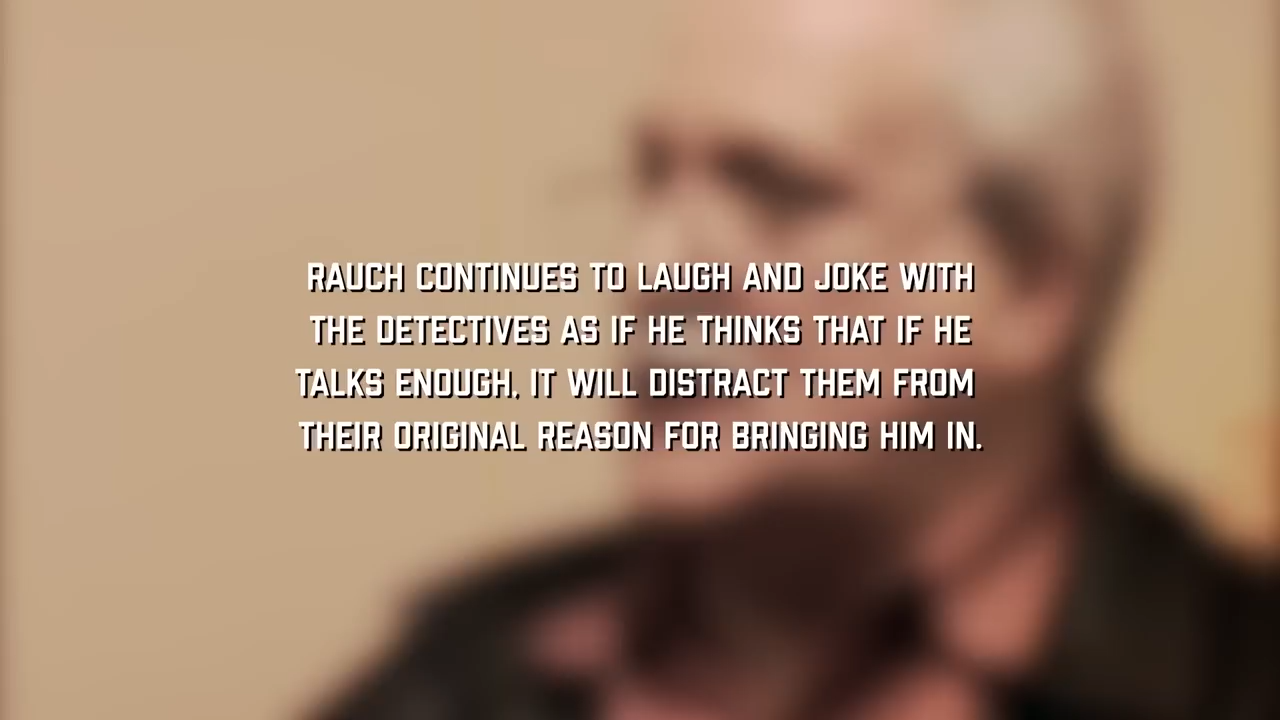 RAUCH CONTINUES TO LAUGH AND JOKE WITH
THE DETECTIVES AS IF HE THINKS THAT IF HE
TALKS ENOUGH, IT WILL DISTRACT THEM FROM
THEIR ORIGINAL REASON FOR BRINGING HIM IN.